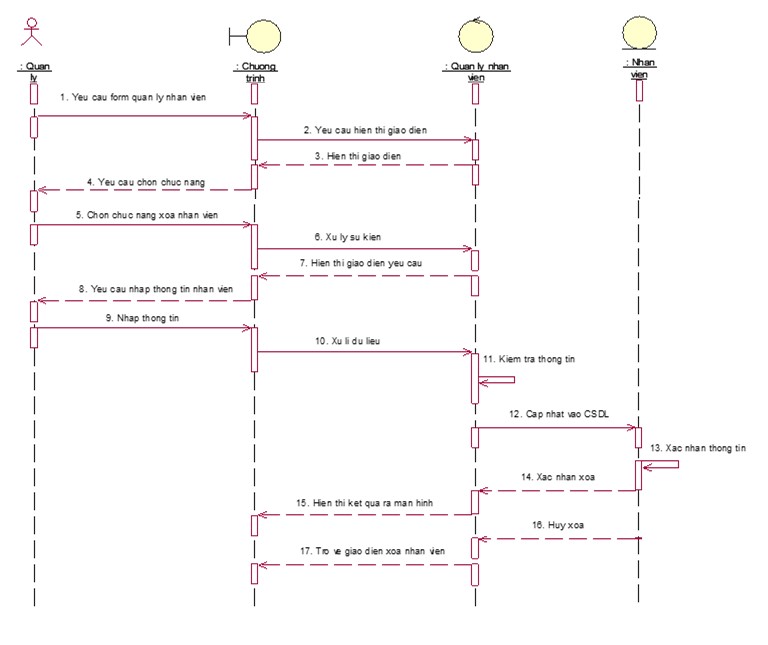 : Quan
ly
: Chuong
trinh
: Quan ly nhan
vien
: Nhan
vien
1. Yeu cau form quan ly nhan vien
2. Yeu cau hien thi giao dien
3. Hien thi giao dien
4. Yeu cau chon chuc nang
5. Chon chuc nang xoa nhan vien
6. Xu ly su kien
7. Hien thi giao dien yeu cau
8. Yeu cau nhap thong tin nhan vien
9. Nhap thong tin
10. Xu li du lieu
11. Kiem tra thong tin
12. Cap nhat vao CSDL
13. Xac nhan thong tin
14. Xac nhan xoa
15. Hien thi ket qua ra man hinh
16. Huy xoa
17. Tro ve giao dien xoa nhan vien